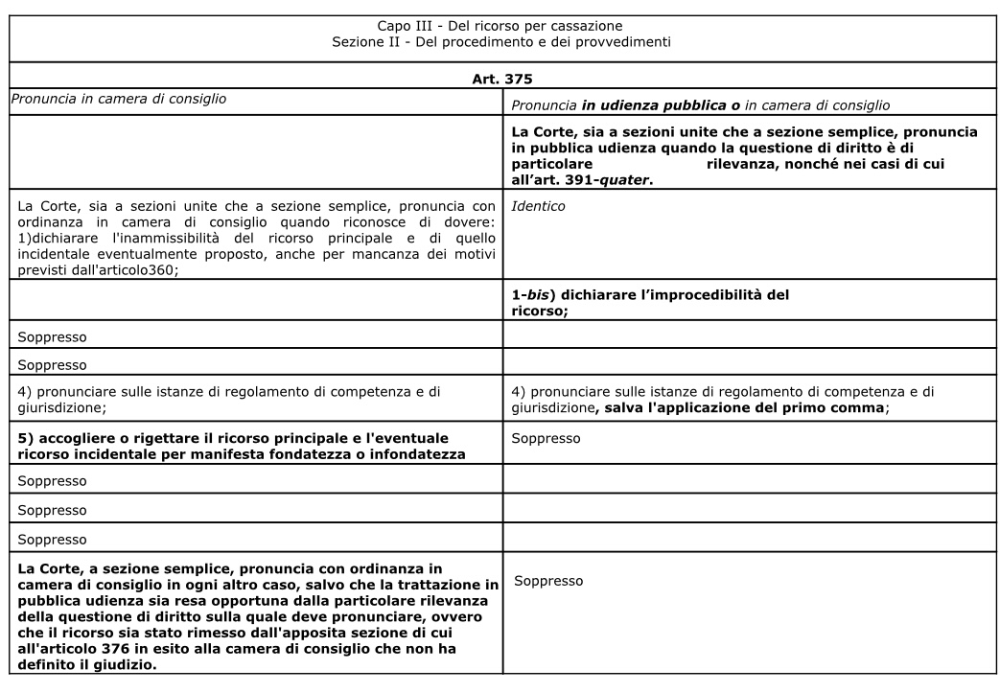 Capo III - Del ricorso per cassazione
Sezione II - Del procedimento e dei provvedimenti
Art. 375
Pronuncia in camera di consiglio
Pronuncia in udienza pubblica o in camera di consiglio
La Corte, sia a sezioni unite che a sezione semplice, pronuncia
in pubblica udienza quando la questione di diritto è di
particolare rilevanza, nonché nei casi di cui
all’art. 391-quater.
La Corte, sia a sezioni unite che a sezione semplice, pronuncia con
ordinanza in camera di consiglio quando riconosce di dovere:
1)dichiarare l'inammissibilità del ricorso principale e di quello
incidentale eventualmente proposto, anche per mancanza dei motivi
previsti dall'articolo360;
Identico
1-bis) dichiarare l’improcedibilità del
ricorso;
Soppresso
Soppresso
4) pronunciare sulle istanze di regolamento di competenza e di
giurisdizione;
4) pronunciare sulle istanze di regolamento di competenza e di
giurisdizione, salva l'applicazione del primo comma;
5) accogliere o rigettare il ricorso principale e l'eventuale
ricorso incidentale per manifesta fondatezza o infondatezza
Soppresso
Soppresso
Soppresso
Soppresso
La Corte, a sezione semplice, pronuncia con ordinanza in
camera di consiglio in ogni altro caso, salvo che la trattazione in
pubblica udienza sia resa opportuna dalla particolare rilevanza
della questione di diritto sulla quale deve pronunciare, ovvero
che il ricorso sia stato rimesso dall'apposita sezione di cui
all'articolo 376 in esito alla camera di consiglio che non ha
definito il giudizio.
Soppresso